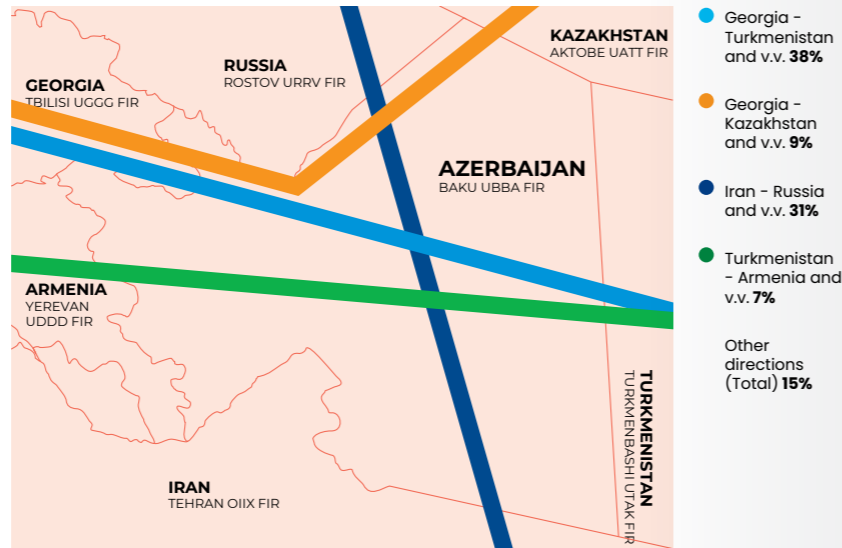 GEORGIA
TBILISI UGGG FIR
RUSSIA
ROSTOV URRV FIR
KAZAKHSTAN
AKTOBE UATT FIR
AZERBAIJAN
BAKU UBBA FIR
ARMENIA
YEREVAN
UDDD FIR
IRAN
TEHRAN OIIX FIR
TURKMENISTAN
TURKMENBASHI UTAK FIR
Georgia -
Turkmenistan
and v.v. 38%
Georgia -
Kazakhstan
and v.v. 9%
Iran - Russia
and v.v. 31%
Turkmenistan
- Armenia and
v.v. 7%
Other
directions
(Total) 15%